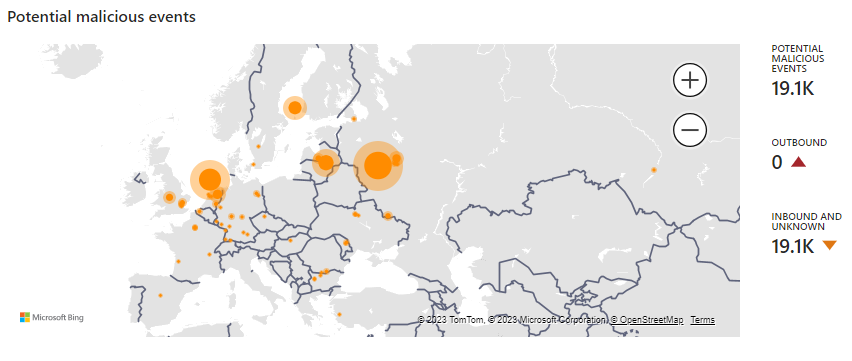 Potential malicious events
POTENTIAL
MALICIOUS
EVENTS
19.1K
OUTBOUND
0
INBOUND AND
UNKNOWN
19.1K
Microsoft Bing
© 2023 TomTom, © 2023 Microsoft Corporation, © OpenStreetMap Terms